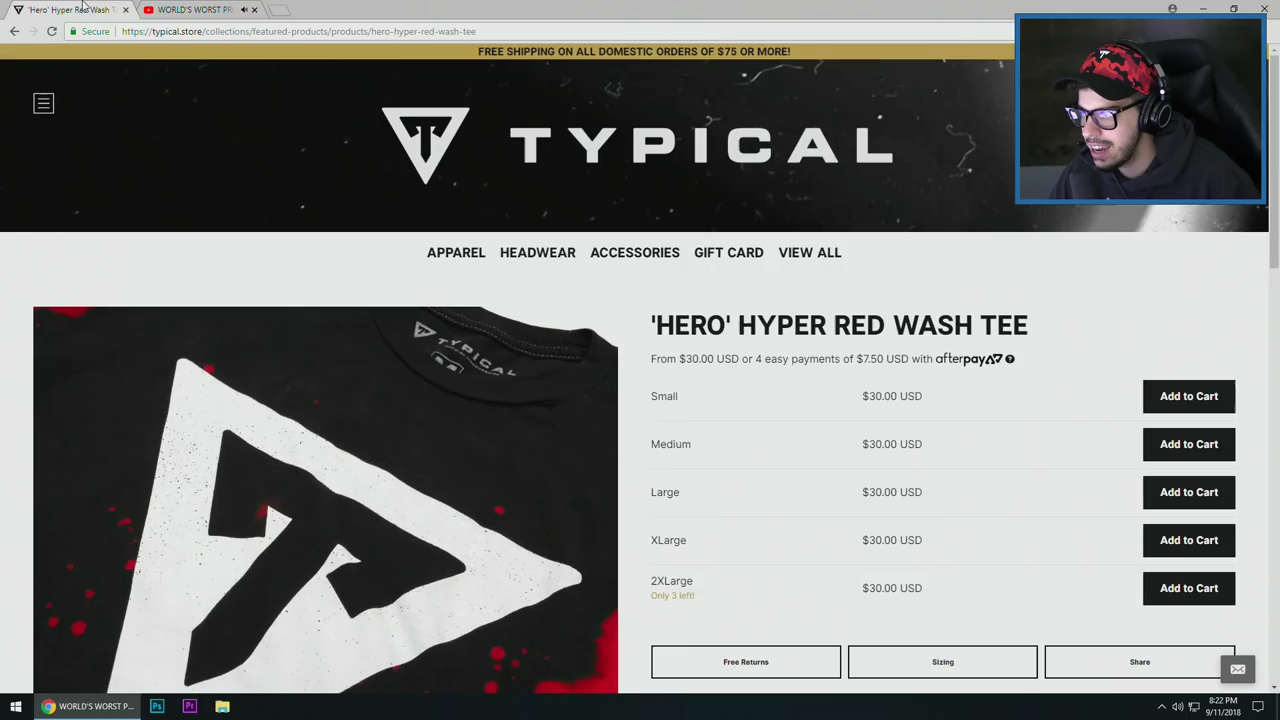 'Hero' Hyper Red Wash T
WORLD'S WORST PR
Secure
https://typical.store/collections/featured-products/products/hero-hyper-red-wash-tee
FREE SHIPPING ON ALL DOMESTIC ORDERS OF $75 OR MORE!
TYPICAL
APPAREL HEADWEAR ACCESSORIES GIFT CARD VIEW ALL
TYPICAL
'HERO' HYPER RED WASH TEE
From $30.00 USD or 4 easy payments of $7.50 USD with afterpay
Small $30.00 USD Add to Cart
Medium $30.00 USD Add to Cart
Large $30.00 USD Add to Cart
XLarge $30.00 USD Add to Cart
2XLarge $30.00 USD Add to Cart
Only 3 left!
Free Returns Sizing Share
WORLD'S WORST P...
Ps
Pr
8:22 PM
9/11/2018